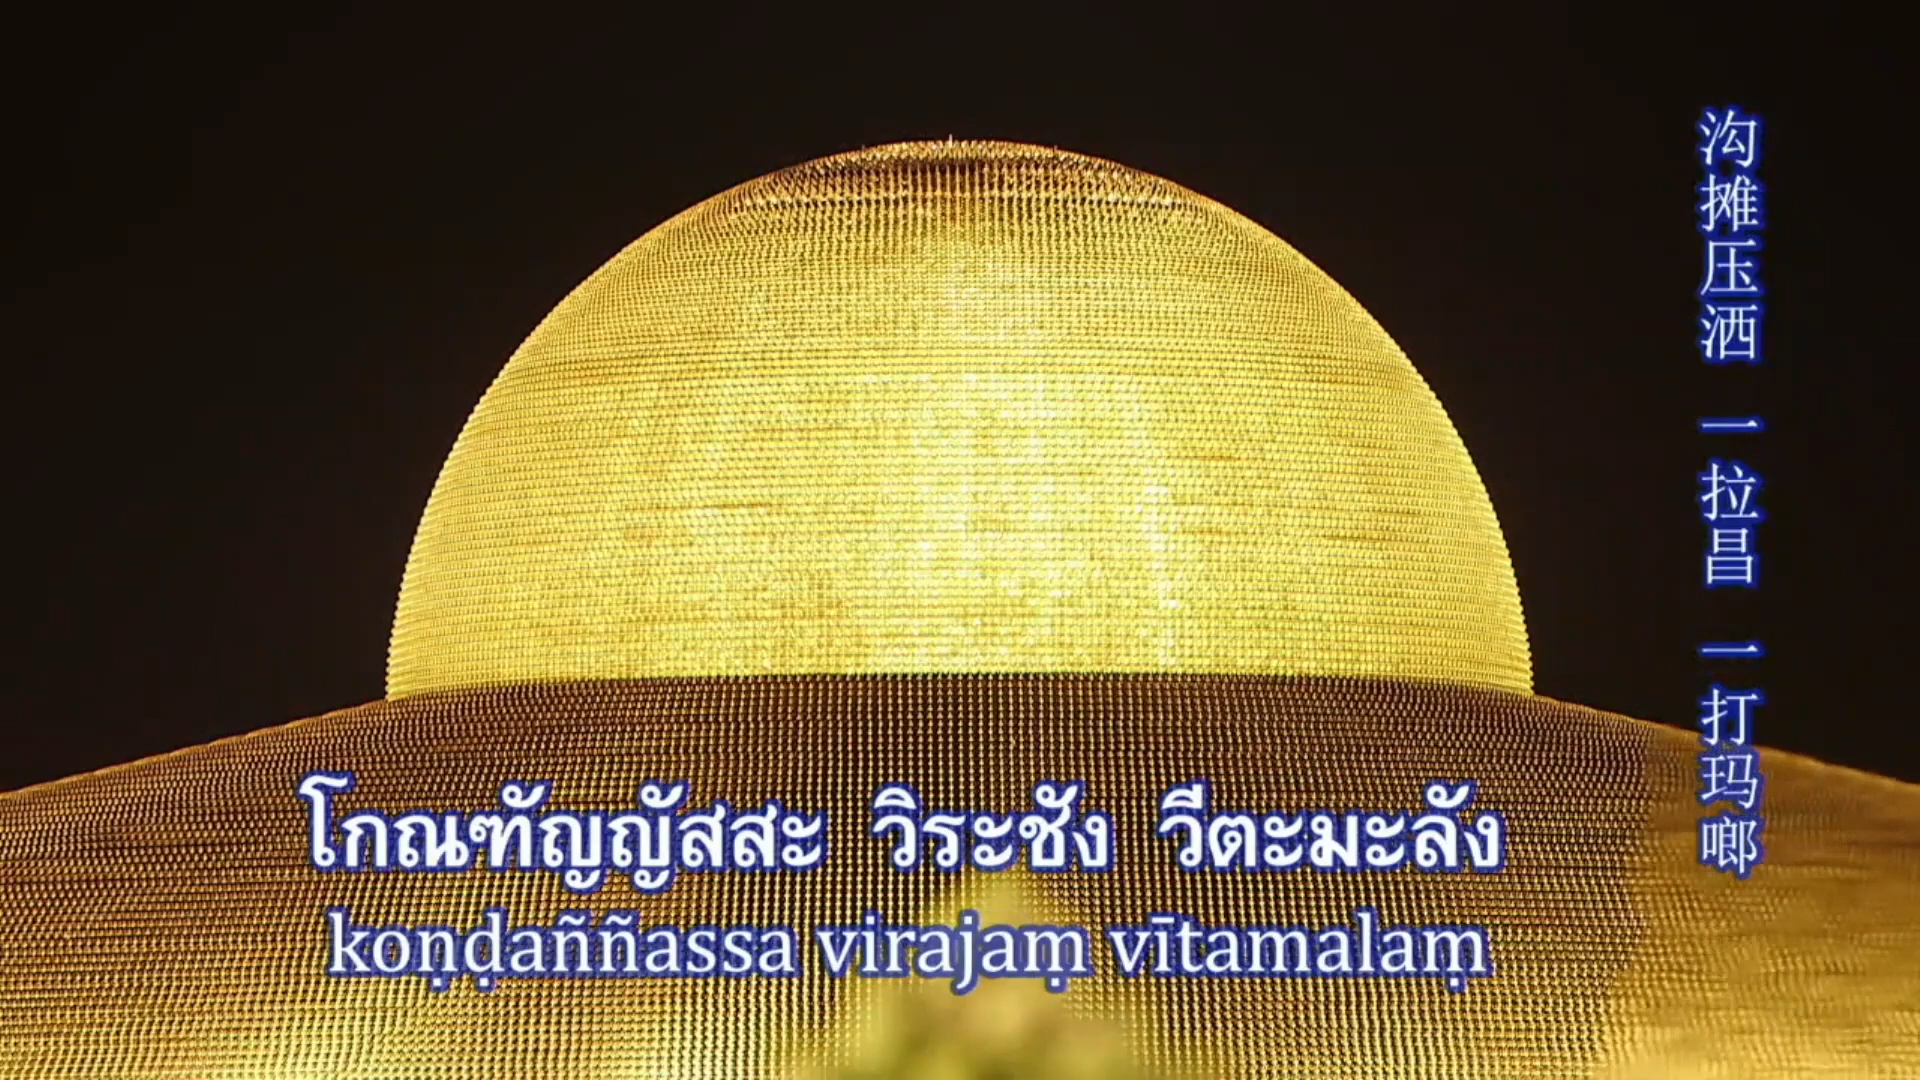 沟摊压洒 一拉昌 一打玛啷
โกณฑัญญัสสะ วิระชัง วีตะมะลัง
koṇḍaññassa virajaṃ vītamalaṃ